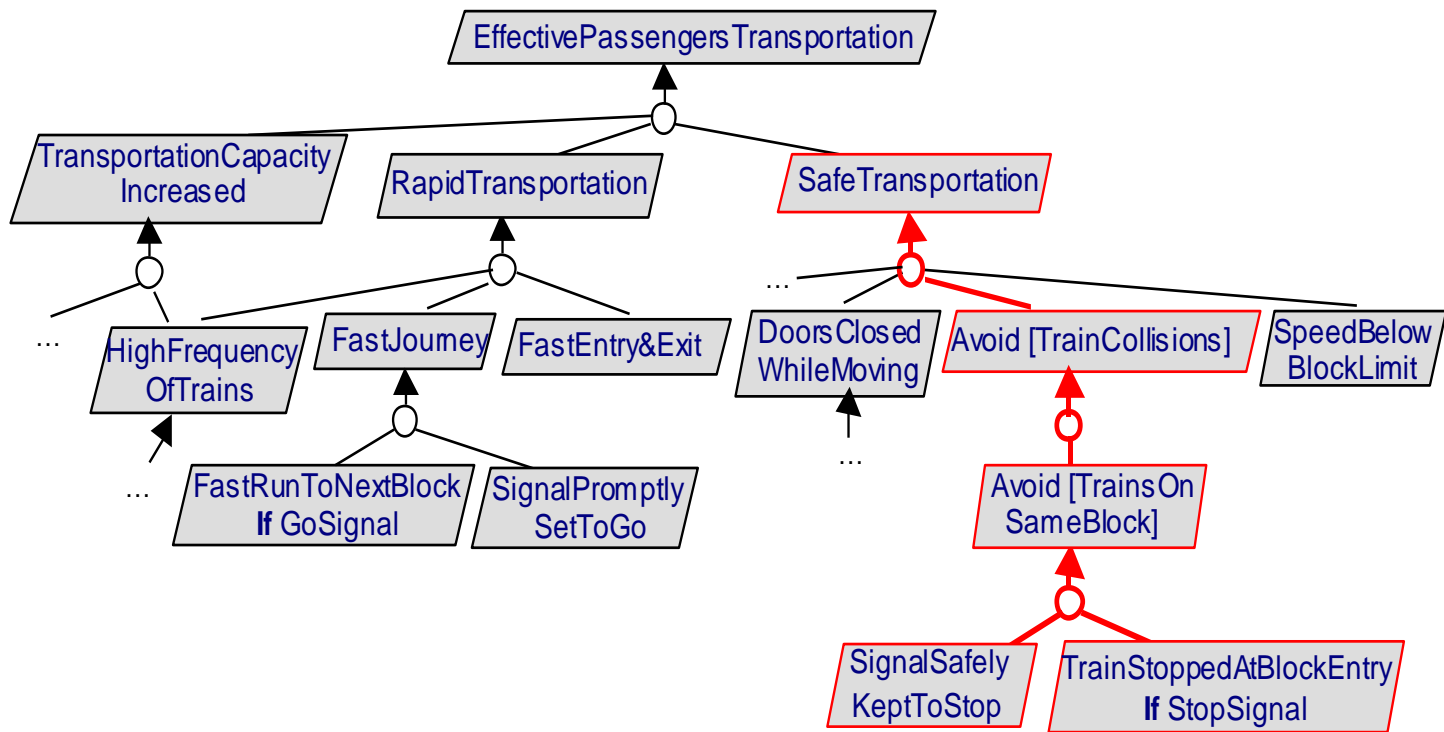 EffectivePassengersTransportation
TransportationCapacity
Increased
RapidTransportation
SafeTransportation
...
...
HighFrequency
OfTrains
FastJourney
FastEntry&Exit
DoorsClosed
WhileMoving
Avoid [TrainCollisions]
SpeedBelow
BlockLimit
...
...
FastRunToNextBlock
If GoSignal
SignalPromptly
SetToGo
Avoid [TrainsOn
SameBlock]
SignalSafely
KeptToStop
TrainStoppedAtBlockEntry
If StopSignal